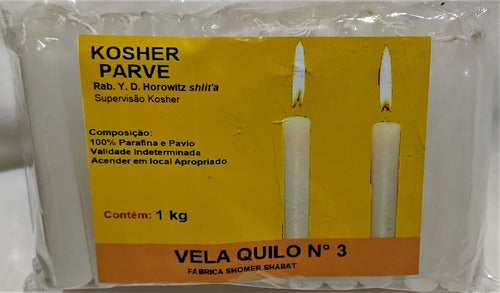 KOSHER
PARVE
Rab. Y. D. Horowitz shlit'a
Supervisão Kosher
Composição:
100% Parafina e Pavio
Validade Indeterminada
Acender em local Apropriado
Contém: 1 kg
VELA QUILO N° 3
FÁBRICA SHOMER SHABAT